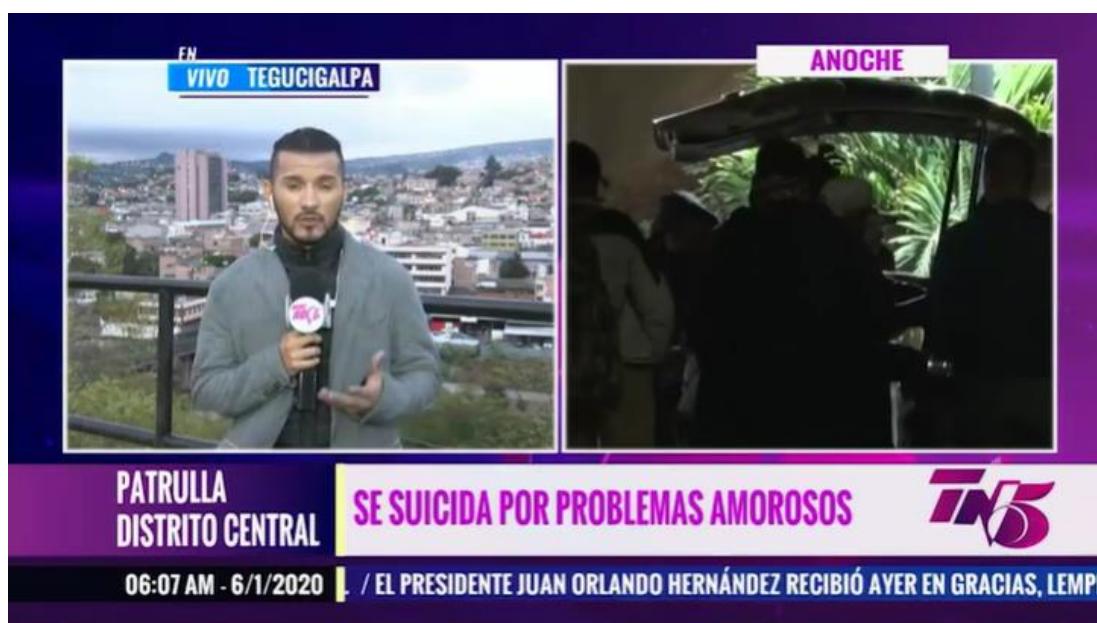 EN
VIVO TEGUCIGALPA
ANOCHE
PATRULLA
DISTRITO CENTRAL
SE SUICIDA POR PROBLEMAS AMOROSOS
TN5
06:07 AM - 6/1/2020
. / EL PRESIDENTE JUAN ORLANDO HERNÁNDEZ RECIBIÓ AYER EN GRACIAS, LEMP